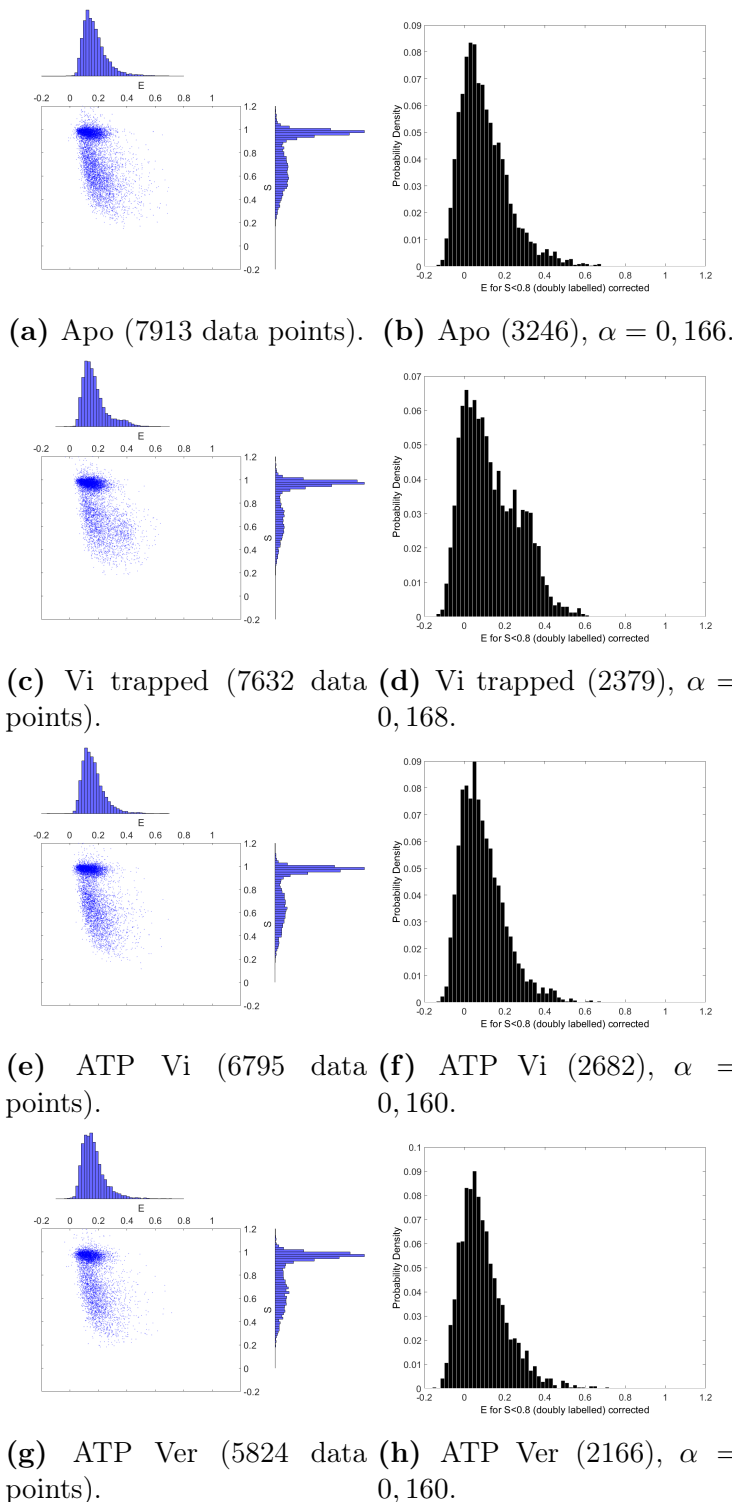 E
-0.2 0 0.2 0.4 0.6 0.8 1 1.2
1.2
1
0.8
0.6
0.4
0.2
0
-0.2
S
0.09
0.08
0.07
0.06
0.05
0.04
0.03
0.02
0.01
0
Probability Density
-0.2 0 0.2 0.4 0.6 0.8 1 1.2
E for S<0.8 (doubly labelled) corrected
(a) Apo (7913 data points).
(b) Apo (3246), α = 0, 166.
E
-0.2 0 0.2 0.4 0.6 0.8 1 1.2
1.2
1
0.8
0.6
0.4
0.2
0
-0.2
S
0.07
0.06
0.05
0.04
0.03
0.02
0.01
0
Probability Density
-0.2 0 0.2 0.4 0.6 0.8 1 1.2
E for S<0.8 (doubly labelled) corrected
(c) Vi trapped (7632 data
points).
(d) Vi trapped (2379), α =
0, 168.
E
-0.2 0 0.2 0.4 0.6 0.8 1 1.2
1.2
1
0.8
0.6
0.4
0.2
0
-0.2
S
0.09
0.08
0.07
0.06
0.05
0.04
0.03
0.02
0.01
0
Probability Density
-0.2 0 0.2 0.4 0.6 0.8 1 1.2
E for S<0.8 (doubly labelled) corrected
(e) ATP Vi (6795 data
points).
(f) ATP Vi (2682), α =
0, 160.
E
-0.2 0 0.2 0.4 0.6 0.8 1 1.2
1.2
1
0.8
0.6
0.4
0.2
0
-0.2
S
0.1
0.09
0.08
0.07
0.06
0.05
0.04
0.03
0.02
0.01
0
Probability Density
-0.2 0 0.2 0.4 0.6 0.8 1 1.2
E for S<0.8 (doubly labelled) corrected
(g) ATP Ver (5824 data
points).
(h) ATP Ver (2166), α =
0, 160.